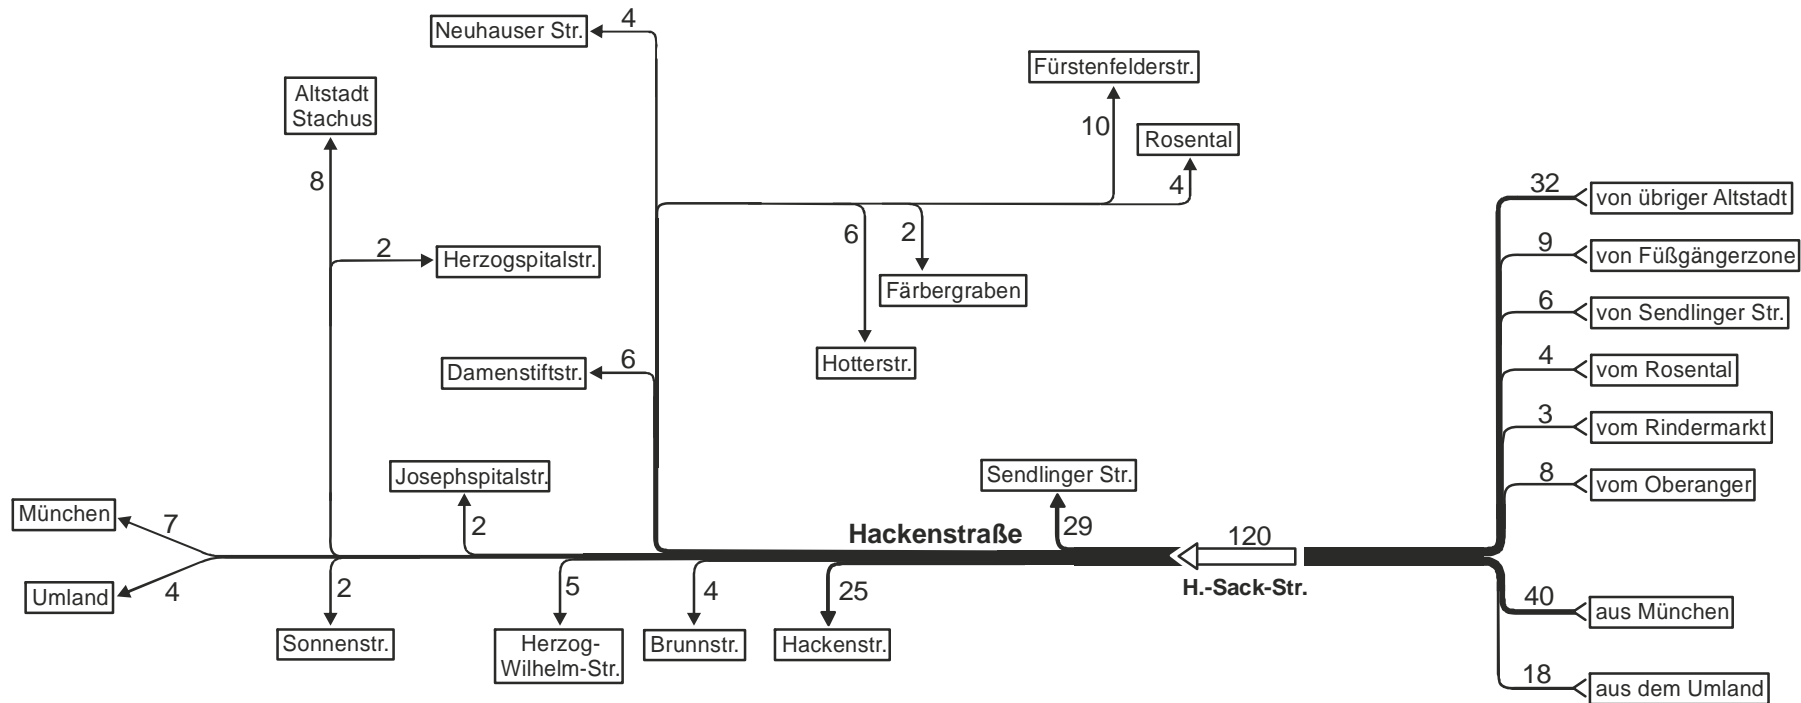 4
Neuhauser Str.
Fürstenfelderstr.
Altstadt
Stachus
10
Rosental
8
4
32
von übriger Altstadt
6
2
2
9
Herzogspitalstr.
von Füßgängerzone
Färbergraben
6
von Sendlinger Str.
6
Damenstiftstr.
Hotterstr.
4
vom Rosental
3
vom Rindermarkt
Josephspitalstr.
Sendlinger Str.
8
vom Oberanger
München
7
2
Hackenstraße
29
120
H.-Sack-Str.
Umland
4
2
5
4
25
40
aus München
Sonnenstr.
Herzog-
Wilhelm-Str.
Brunnstr.
Hackenstr.
18
aus dem Umland